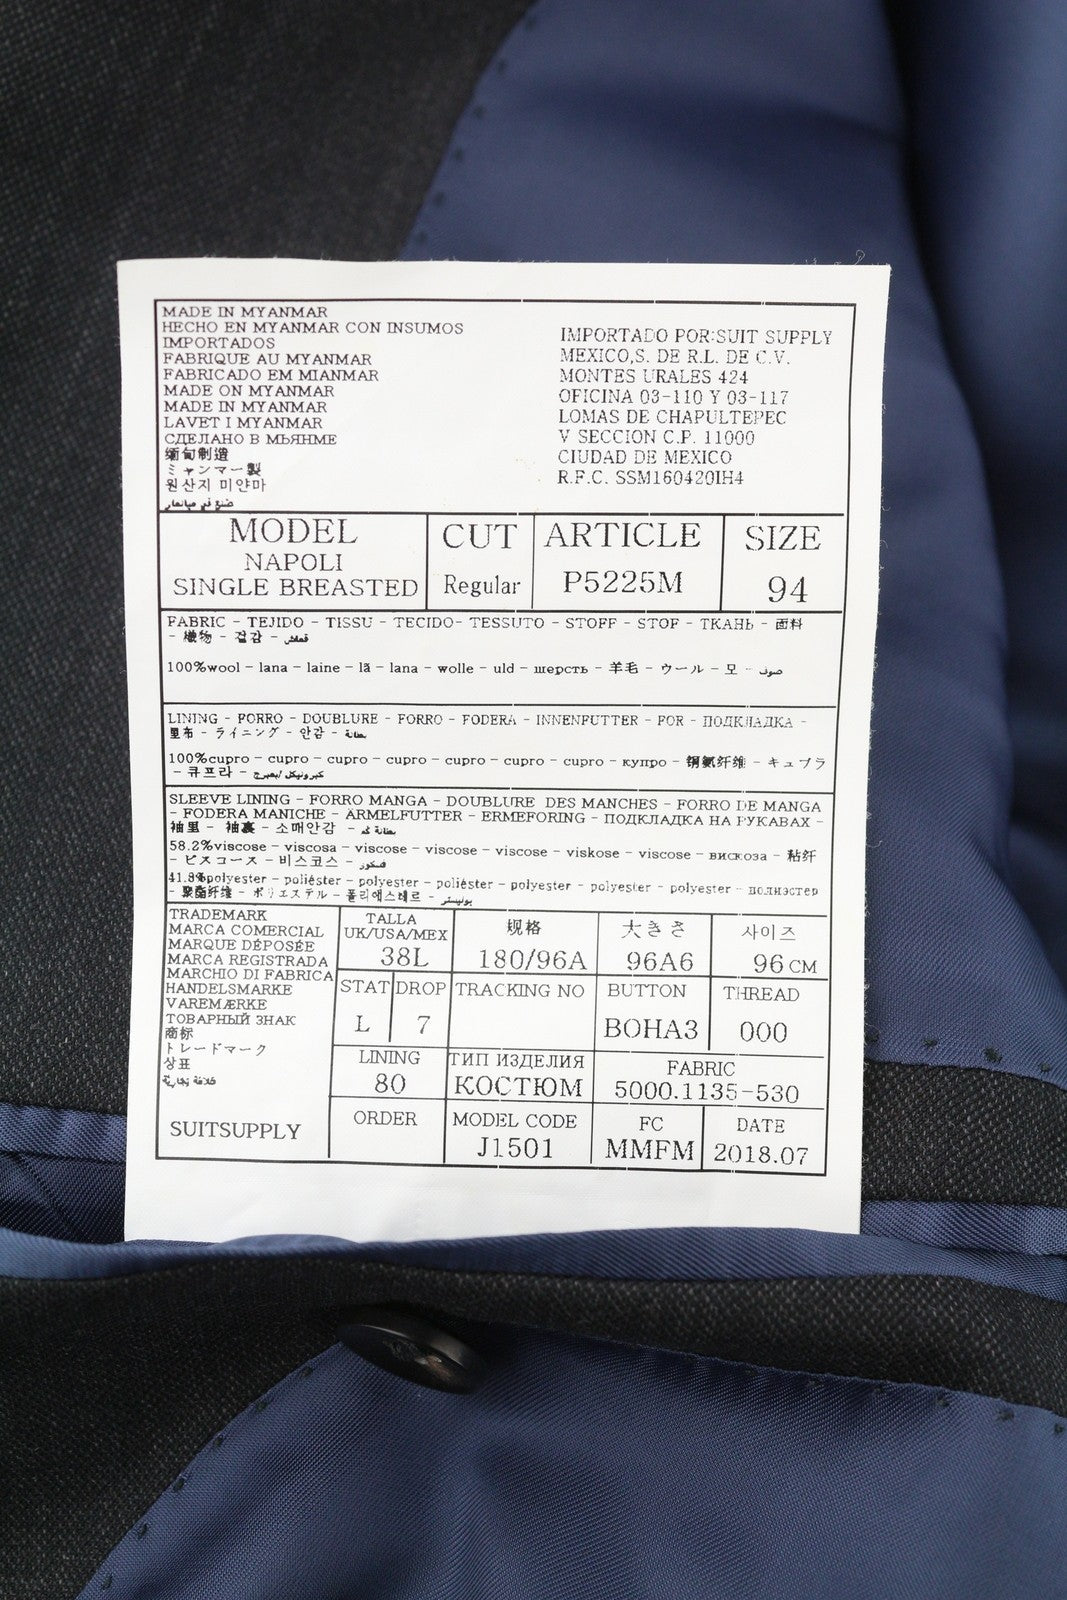 MADE IN MYANMAR
HECHO EN MYANMAR CON INSUMOS
IMPORTADOS
FABRIQUE AU MYANMAR
FABRICADO EM MIANMAR
MADE ON MYANMAR
MADE IN MYANMAR
LAVET I MYANMAR
СДЕЛАНО В МЬЯНМЕ
缅甸制造
ミャンマー製
원산지 미얀마
صنع في ميانمار
IMPORTADO POR:SUIT SUPPLY
MEXICO,S. DE R.L. DE C.V.
MONTES URALES 424
OFICINA 03-110 Y 03-117
LOMAS DE CHAPULTEPEC
V SECCION C.P. 11000
CIUDAD DE MEXICO
R.F.C. SSM160420IH4
MODEL
NAPOLI
SINGLE BREASTED
CUT
Regular
ARTICLE
P5225M
SIZE
94
FABRIC - TEJIDO - TISSU - TECIDO- TESSUTO - STOFF - STOF - ТКАНЬ - 面料
- 織物 - 겉감 - قماش
100%wool - lana - laine - lã - lana - wolle - uld - шерсть - 羊毛 - ウール - 모 - صوف
LINING - FORRO - DOUBLURE - FORRO - FODERA - INNENFUTTER - FOR - ПОДКЛАДКА -
里布 - ライニング - 안감 - بطانة
100%cupro - cupro - cupro - cupro - cupro - cupro - cupro - купро - 铜氨纤维 - キュプラ
- 큐프라 -
SLEEVE LINING - FORRO MANGA - DOUBLURE DES MANCHES - FORRO DE MANGA
- FODERA MANICHE - ÄRMELFUTTER - ERMEFORING - ПОДКЛАДКА НА РУКАВАХ -
袖里 - 袖裏 - 소매안감 -
58.2%viscose - viscosa - viscose - viscose - viscose - viskose - viscose - вискоза - 粘纤
- ビスコース - 비스코스 - فسكوز
41.8%polyester - poliéster - polyester - poliéster - polyester - polyester - polyester - полиэстер
- 聚酯纤维 - ポリエステル - 폴리에스테르 - بوليستر
TRADEMARK
MARCA COMERCIAL
MARQUE DÉPOSÉE
MARCA REGISTRADA
MARCHIO DI FABRICA
HANDELSMARKE
VAREMÆRKE
ТОВАРНЫЙ ЗНАК
商标
トレードマーク
상표
علامة تجارية
SUITSUPPLY
TALLA
UK/USA/MEX
38L
规格
180/96A
大きさ
96A6
사이즈
96 CM
STAT
L
DROP
7
TRACKING NO
BUTTON
BOHA3
THREAD
000
LINING
80
ТИП ИЗДЕЛИЯ
КОСТЮМ
FABRIC
5000.1135-530
ORDER
MODEL CODE
J1501
FC
MMFM
DATE
2018.07